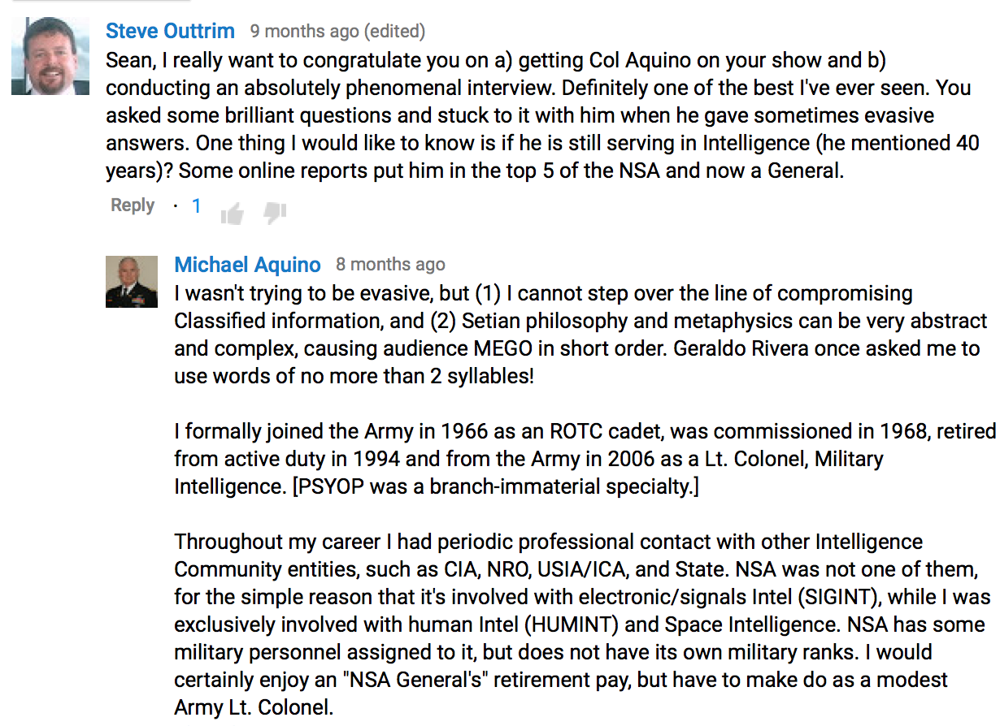 Steve Outtrim 9 months ago (edited)
Sean, I really want to congratulate you on a) getting Col Aquino on your show and b)
conducting an absolutely phenomenal interview. Definitely one of the best I've ever seen. You
asked some brilliant questions and stuck to it with him when he gave sometimes evasive
answers. One thing I would like to know is if he is still serving in Intelligence (he mentioned 40
years)? Some online reports put him in the top 5 of the NSA and now a General.
Reply · 1
Michael Aquino 8 months ago
I wasn't trying to be evasive, but (1) I cannot step over the line of compromising
Classified information, and (2) Setian philosophy and metaphysics can be very abstract
and complex, causing audience MEGO in short order. Geraldo Rivera once asked me to
use words of no more than 2 syllables!
I formally joined the Army in 1966 as an ROTC cadet, was commissioned in 1968, retired
from active duty in 1994 and from the Army in 2006 as a Lt. Colonel, Military
Intelligence. [PSYOP was a branch-immaterial specialty.]
Throughout my career I had periodic professional contact with other Intelligence
Community entities, such as CIA, NRO, USIA/ICA, and State. NSA was not one of them,
for the simple reason that it's involved with electronic/signals Intel (SIGINT), while I was
exclusively involved with human Intel (HUMINT) and Space Intelligence. NSA has some
military personnel assigned to it, but does not have its own military ranks. I would
certainly enjoy an "NSA General's" retirement pay, but have to make do as a modest
Army Lt. Colonel.